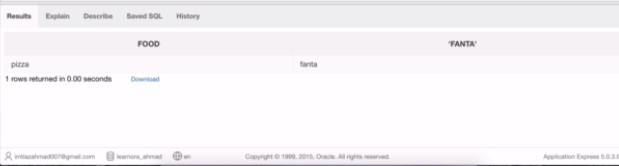 Results Explain Describe Saved SQL History
FOOD 'FANTA'
pizza fanta
1 rows returned in 0.00 seconds Download
imtiazahmad007@gmail.com learnora_ahmad en Copyright © 1999, 2015, Oracle. All rights reserved. Application Express 5.0.3.0